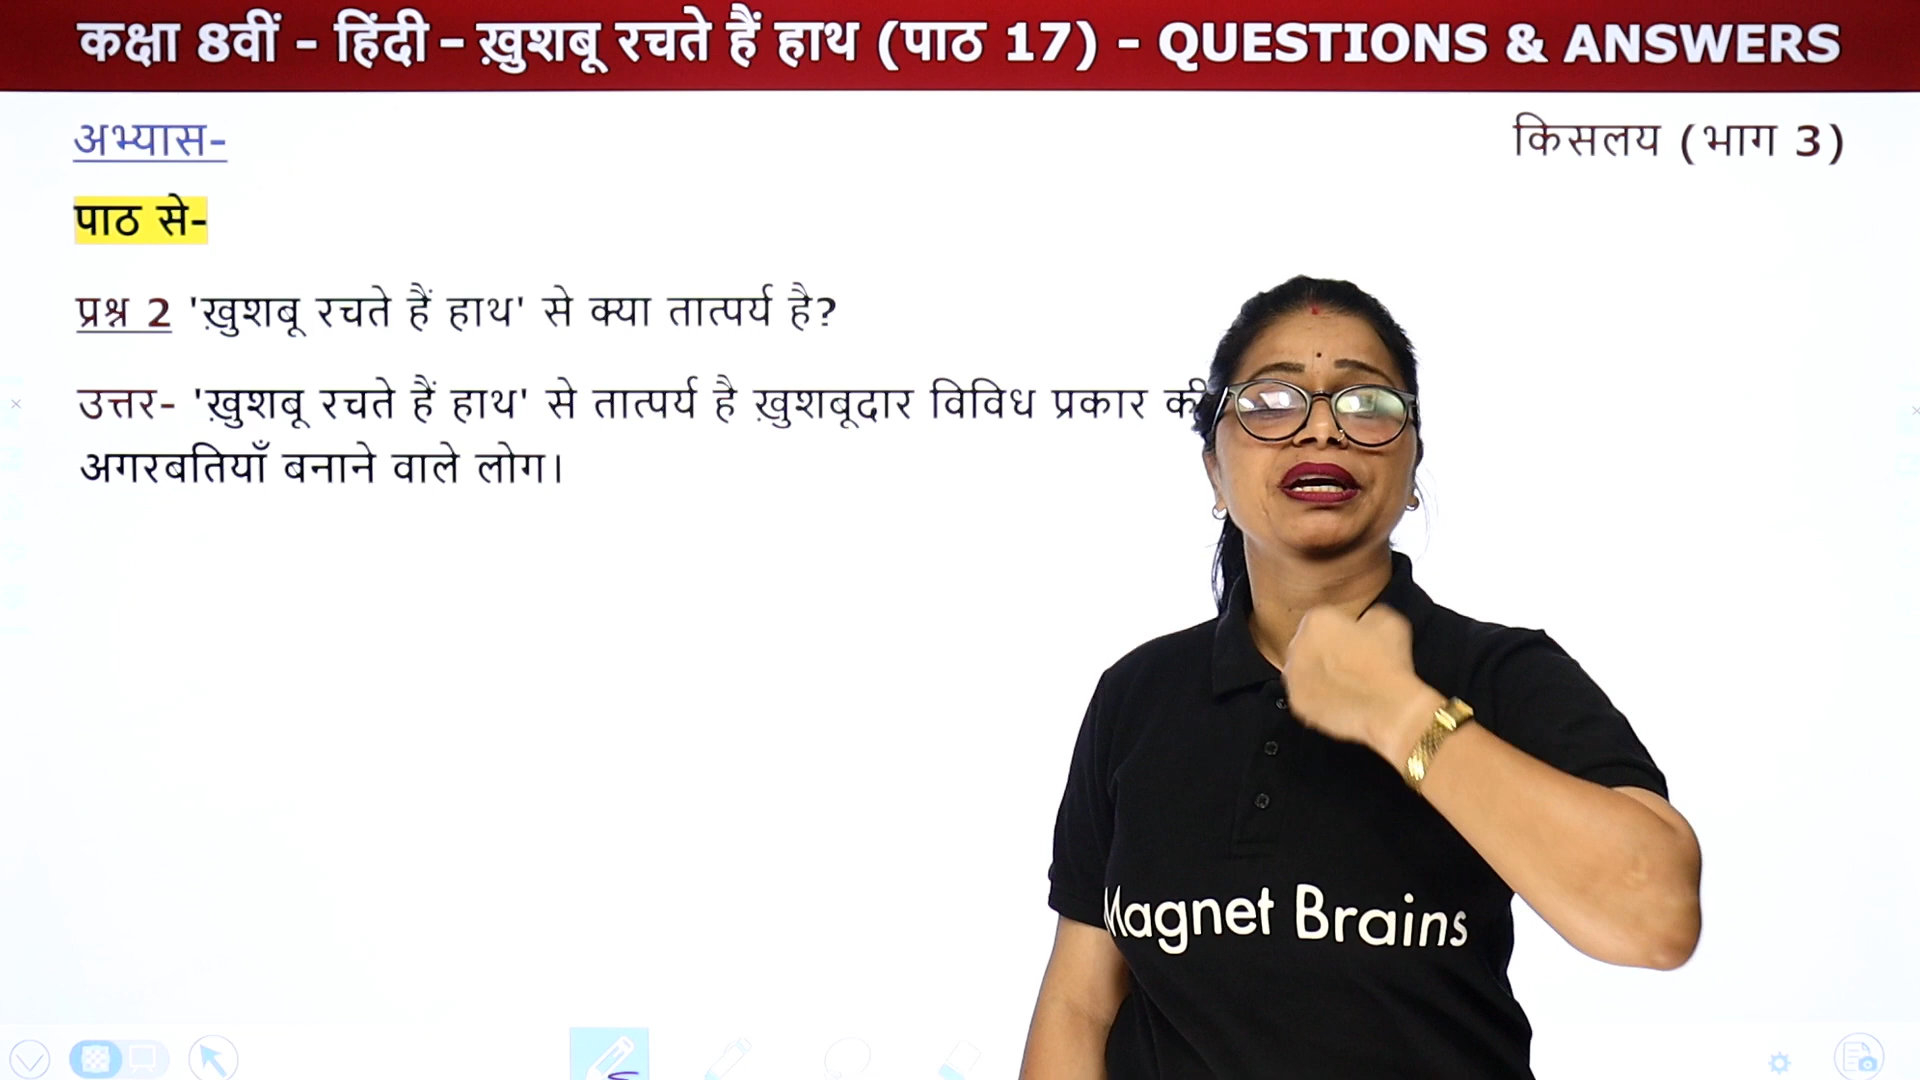 कक्षा 8वीं - हिंदी - ख़ुशबू रचते हैं हाथ (पाठ 17) - QUESTIONS & ANSWERS
अभ्यास-
किसलय (भाग 3)
पाठ से-
प्रश्न 2 'ख़ुशबू रचते हैं हाथ' से क्या तात्पर्य है?
उत्तर- 'ख़ुशबू रचते हैं हाथ' से तात्पर्य है ख़ुशबूदार विविध प्रकार की
अगरबतियाँ बनाने वाले लोग।
Magnet Brains